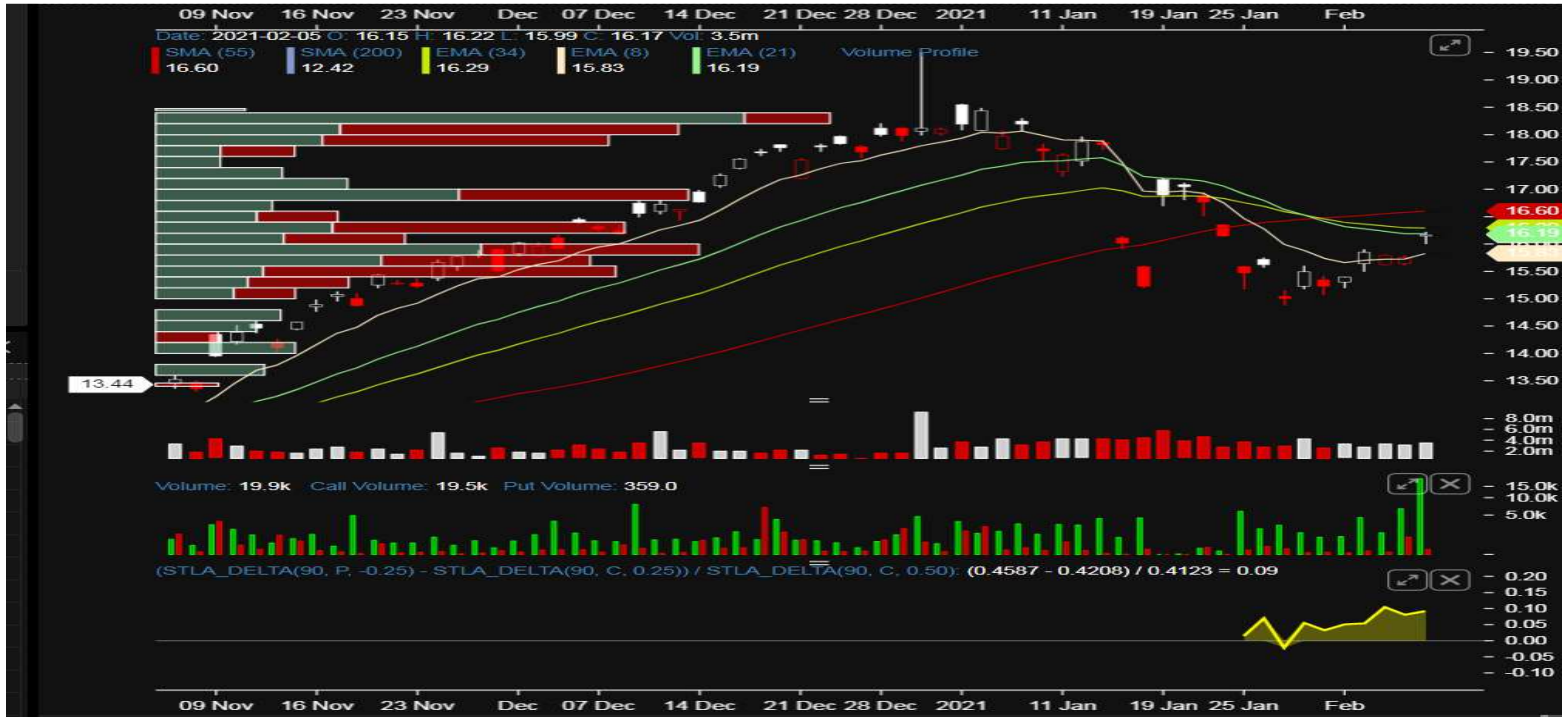 09 Nov 16 Nov 23 Nov Dec 07 Dec 14 Dec 21 Dec 28 Dec 2021 11 Jan 19 Jan 25 Jan Feb
Date: 2021-02-05 O: 16.15 H: 16.22 L: 15.99 C: 16.17 Vol: 3.5m
SMA (55) SMA (200) EMA (34) EMA (8) EMA (21) Volume Profile
16.60 12.42 16.29 15.83 16.19
19.50
19.00
18.50
18.00
17.50
17.00
16.60
16.19
15.50
15.00
14.50
14.00
13.50
13.44
8.0m
6.0m
4.0m
2.0m
Volume: 19.9k Call Volume: 19.5k Put Volume: 359.0
15.0k
10.0k
5.0k
(STLA_DELTA(90, P, -0.25) - STLA_DELTA(90, C, 0.25)) / STLA_DELTA(90, C, 0.50): (0.4587 - 0.4208) / 0.4123 = 0.09
0.20
0.15
0.10
0.05
0.00
-0.05
-0.10
09 Nov 16 Nov 23 Nov Dec 07 Dec 14 Dec 21 Dec 28 Dec 2021 11 Jan 19 Jan 25 Jan Feb